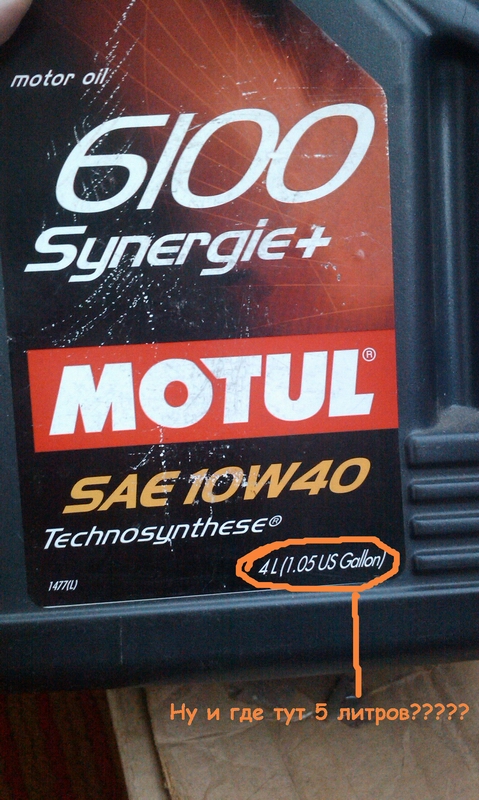 motor oil
6100
Synergie+
MOTUL®
SAE 10W40
Technosynthese®
4 L (1.05 US Gallon)
1477(L)
Ну и где тут 5 литров?????